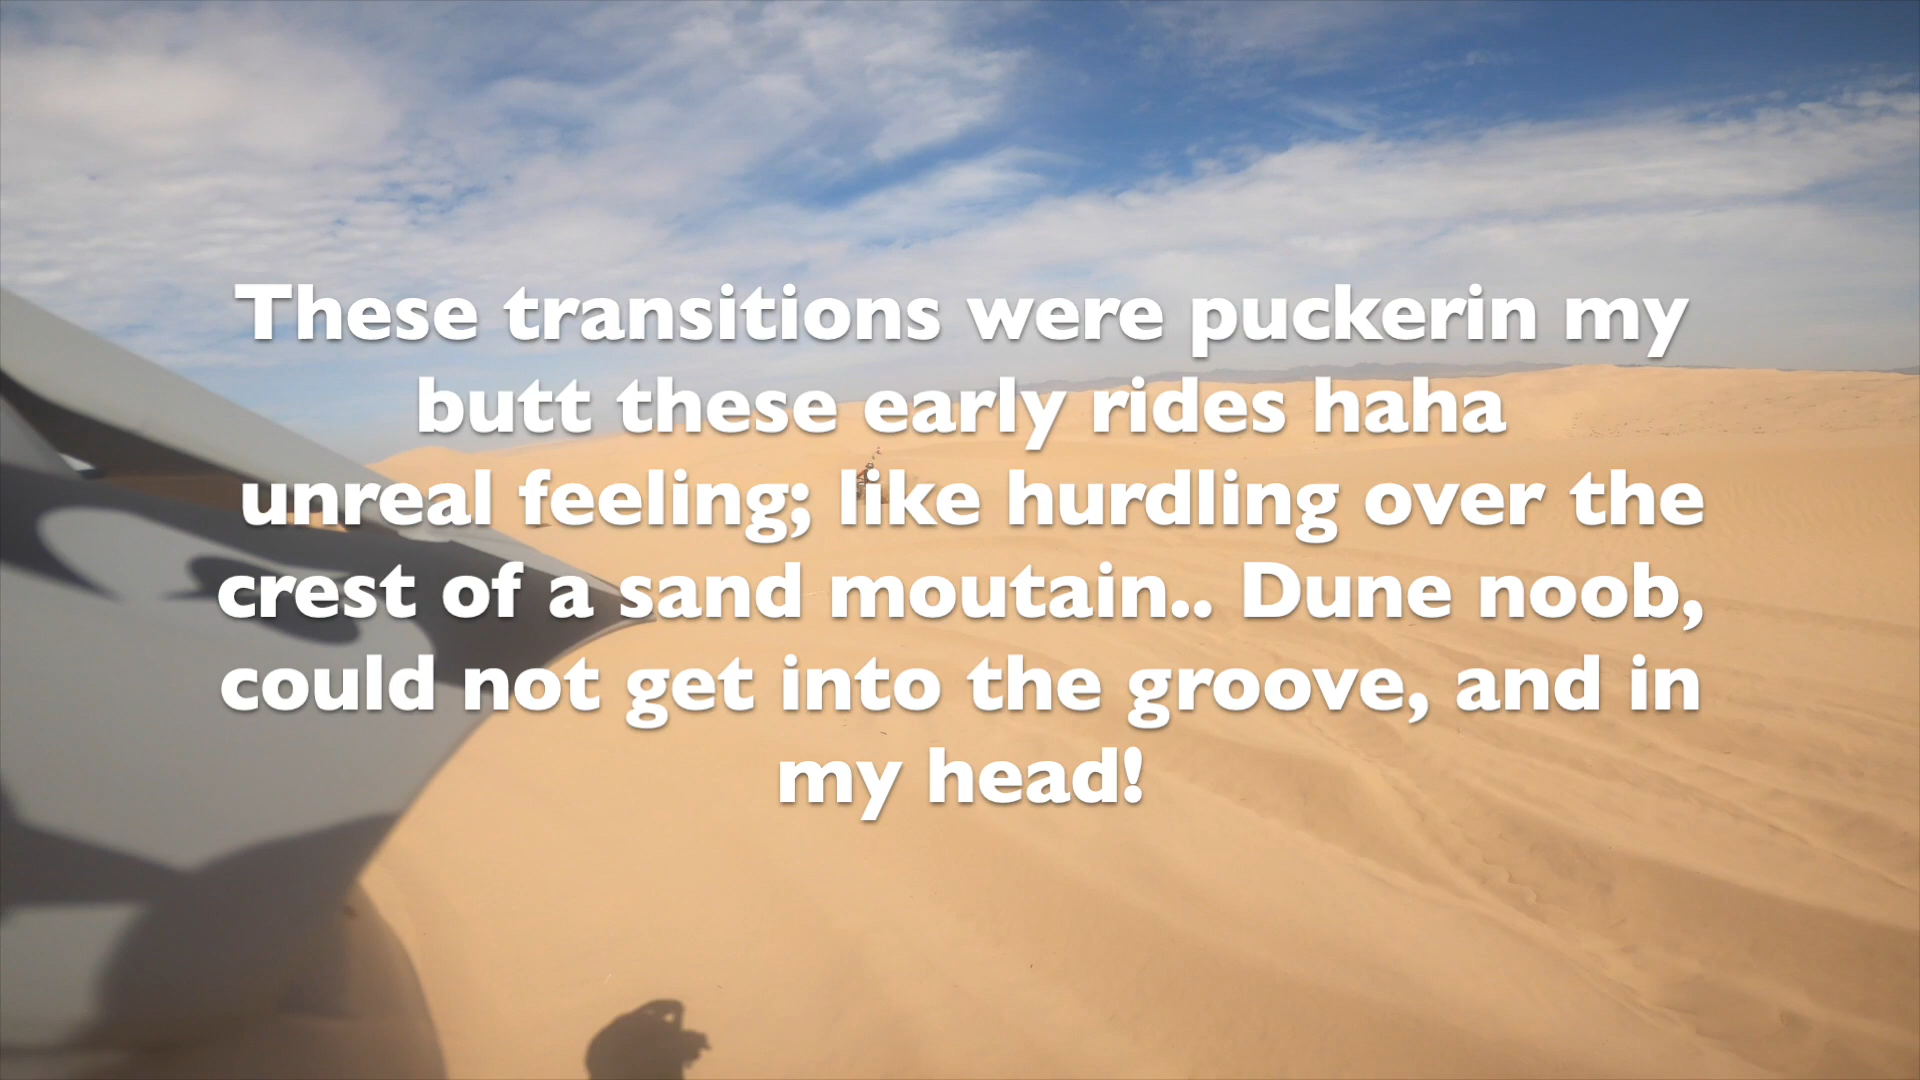 These transitions were puckerin my
butt these early rides haha
unreal feeling; like hurdling over the
crest of a sand moutain.. Dune noob,
could not get into the groove, and in
my head!